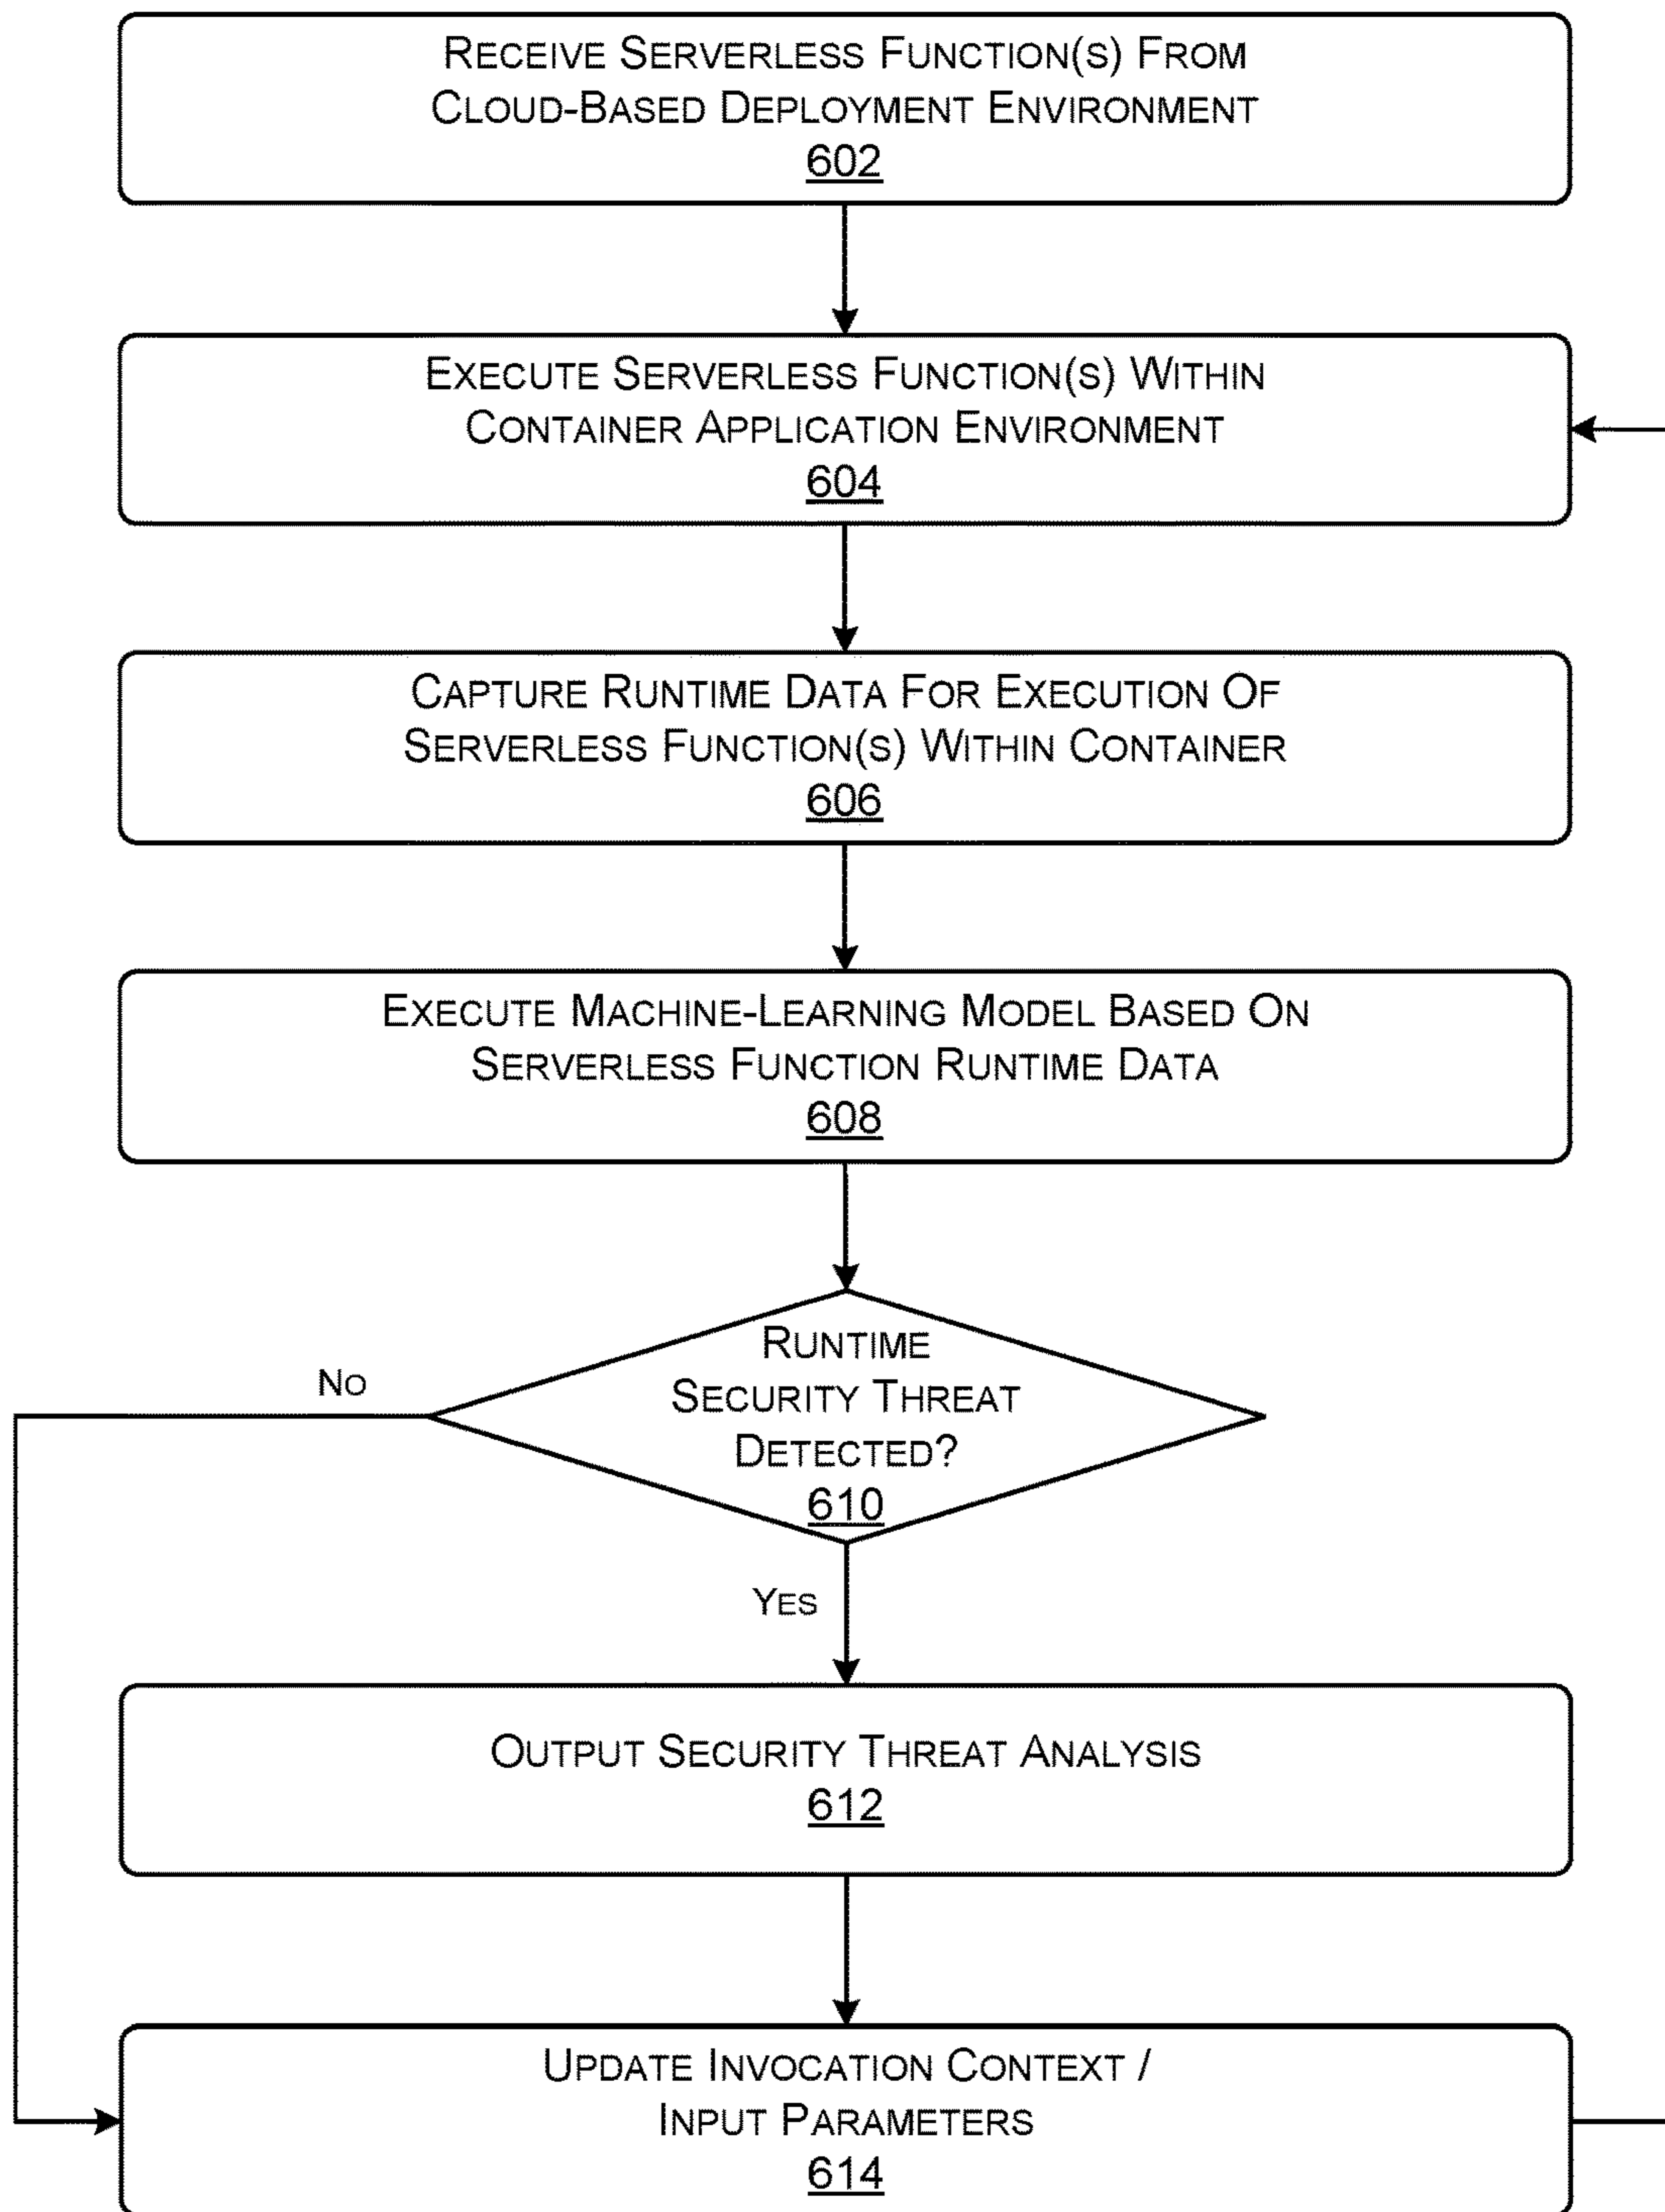 RECEIVE SERVERLESS FUNCTION(S) FROM
CLOUD-BASED DEPLOYMENT ENVIRONMENT
602
EXECUTE SERVERLESS FUNCTION(S) WITHIN
CONTAINER APPLICATION ENVIRONMENT
604
CAPTURE RUNTIME DATA FOR EXECUTION OF
SERVERLESS FUNCTION(S) WITHIN CONTAINER
606
EXECUTE MACHINE-LEARNING MODEL BASED ON
SERVERLESS FUNCTION RUNTIME DATA
608
RUNTIME
SECURITY THREAT
DETECTED?
610
NO
YES
OUTPUT SECURITY THREAT ANALYSIS
612
UPDATE INVOCATION CONTEXT /
INPUT PARAMETERS
614